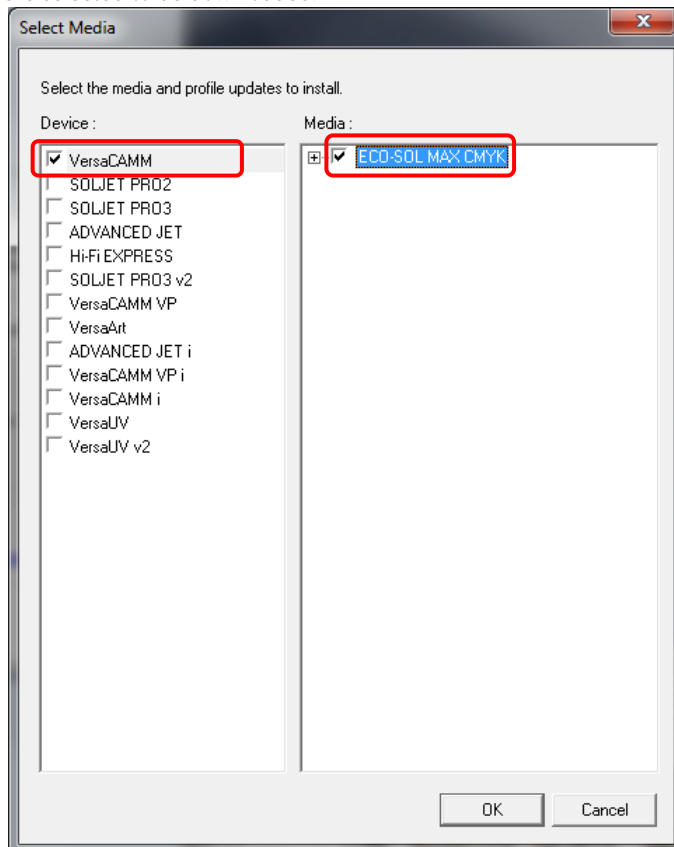 Select Media
Select the media and profile updates to install.
Device :
Media :
VersaCAMM
SOLJET PRO2
SOLJET PRO3
ADVANCED JET
Hi-Fi EXPRESS
SOLJET PRO3 v2
VersaCAMM VP
VersaArt
ADVANCED JET i
VersaCAMM VP i
VersaCAMM i
VersaUV
VersaUV v2
ECO-SOL MAX CMYK
OK
Cancel